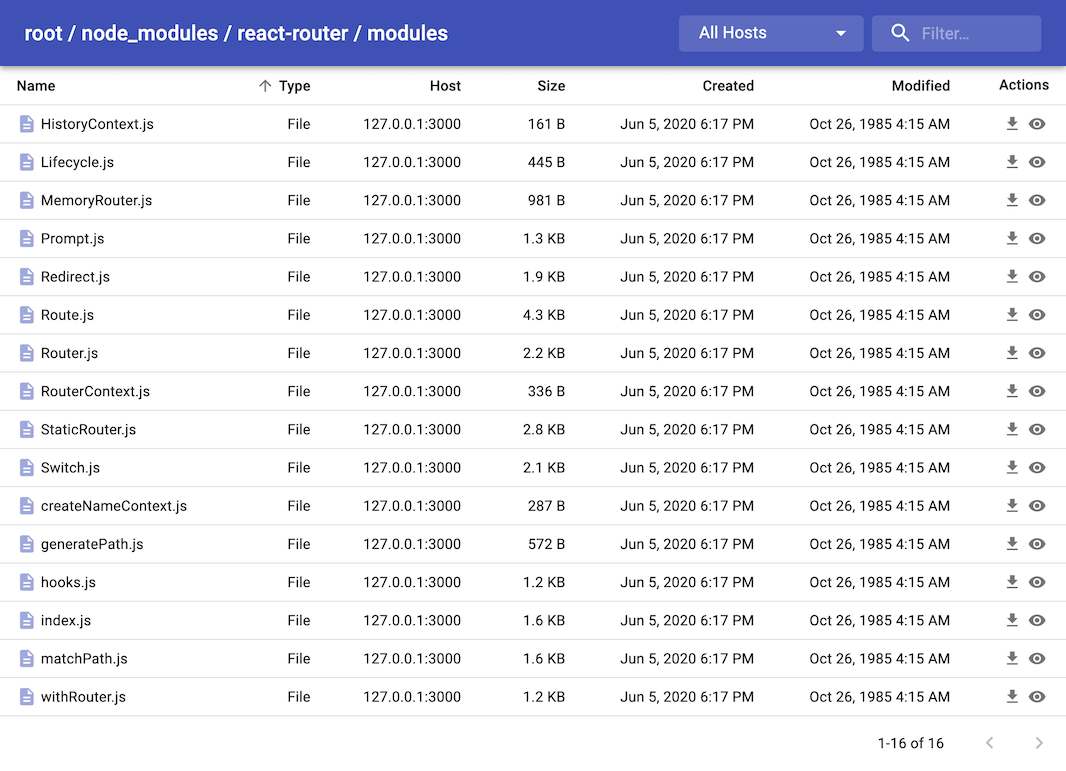 root / node_modules / react-router / modules All Hosts Filter...
Name Type Host Size Created Modified Actions
HistoryContext.js File 127.0.0.1:3000 161 B Jun 5, 2020 6:17 PM Oct 26, 1985 4:15 AM
Lifecycle.js File 127.0.0.1:3000 445 B Jun 5, 2020 6:17 PM Oct 26, 1985 4:15 AM
MemoryRouter.js File 127.0.0.1:3000 981 B Jun 5, 2020 6:17 PM Oct 26, 1985 4:15 AM
Prompt.js File 127.0.0.1:3000 1.3 KB Jun 5, 2020 6:17 PM Oct 26, 1985 4:15 AM
Redirect.js File 127.0.0.1:3000 1.9 KB Jun 5, 2020 6:17 PM Oct 26, 1985 4:15 AM
Route.js File 127.0.0.1:3000 4.3 KB Jun 5, 2020 6:17 PM Oct 26, 1985 4:15 AM
Router.js File 127.0.0.1:3000 2.2 KB Jun 5, 2020 6:17 PM Oct 26, 1985 4:15 AM
RouterContext.js File 127.0.0.1:3000 336 B Jun 5, 2020 6:17 PM Oct 26, 1985 4:15 AM
StaticRouter.js File 127.0.0.1:3000 2.8 KB Jun 5, 2020 6:17 PM Oct 26, 1985 4:15 AM
Switch.js File 127.0.0.1:3000 2.1 KB Jun 5, 2020 6:17 PM Oct 26, 1985 4:15 AM
createNameContext.js File 127.0.0.1:3000 287 B Jun 5, 2020 6:17 PM Oct 26, 1985 4:15 AM
generatePath.js File 127.0.0.1:3000 572 B Jun 5, 2020 6:17 PM Oct 26, 1985 4:15 AM
hooks.js File 127.0.0.1:3000 1.2 KB Jun 5, 2020 6:17 PM Oct 26, 1985 4:15 AM
index.js File 127.0.0.1:3000 1.6 KB Jun 5, 2020 6:17 PM Oct 26, 1985 4:15 AM
matchPath.js File 127.0.0.1:3000 1.6 KB Jun 5, 2020 6:17 PM Oct 26, 1985 4:15 AM
withRouter.js File 127.0.0.1:3000 1.2 KB Jun 5, 2020 6:17 PM Oct 26, 1985 4:15 AM
1-16 of 16